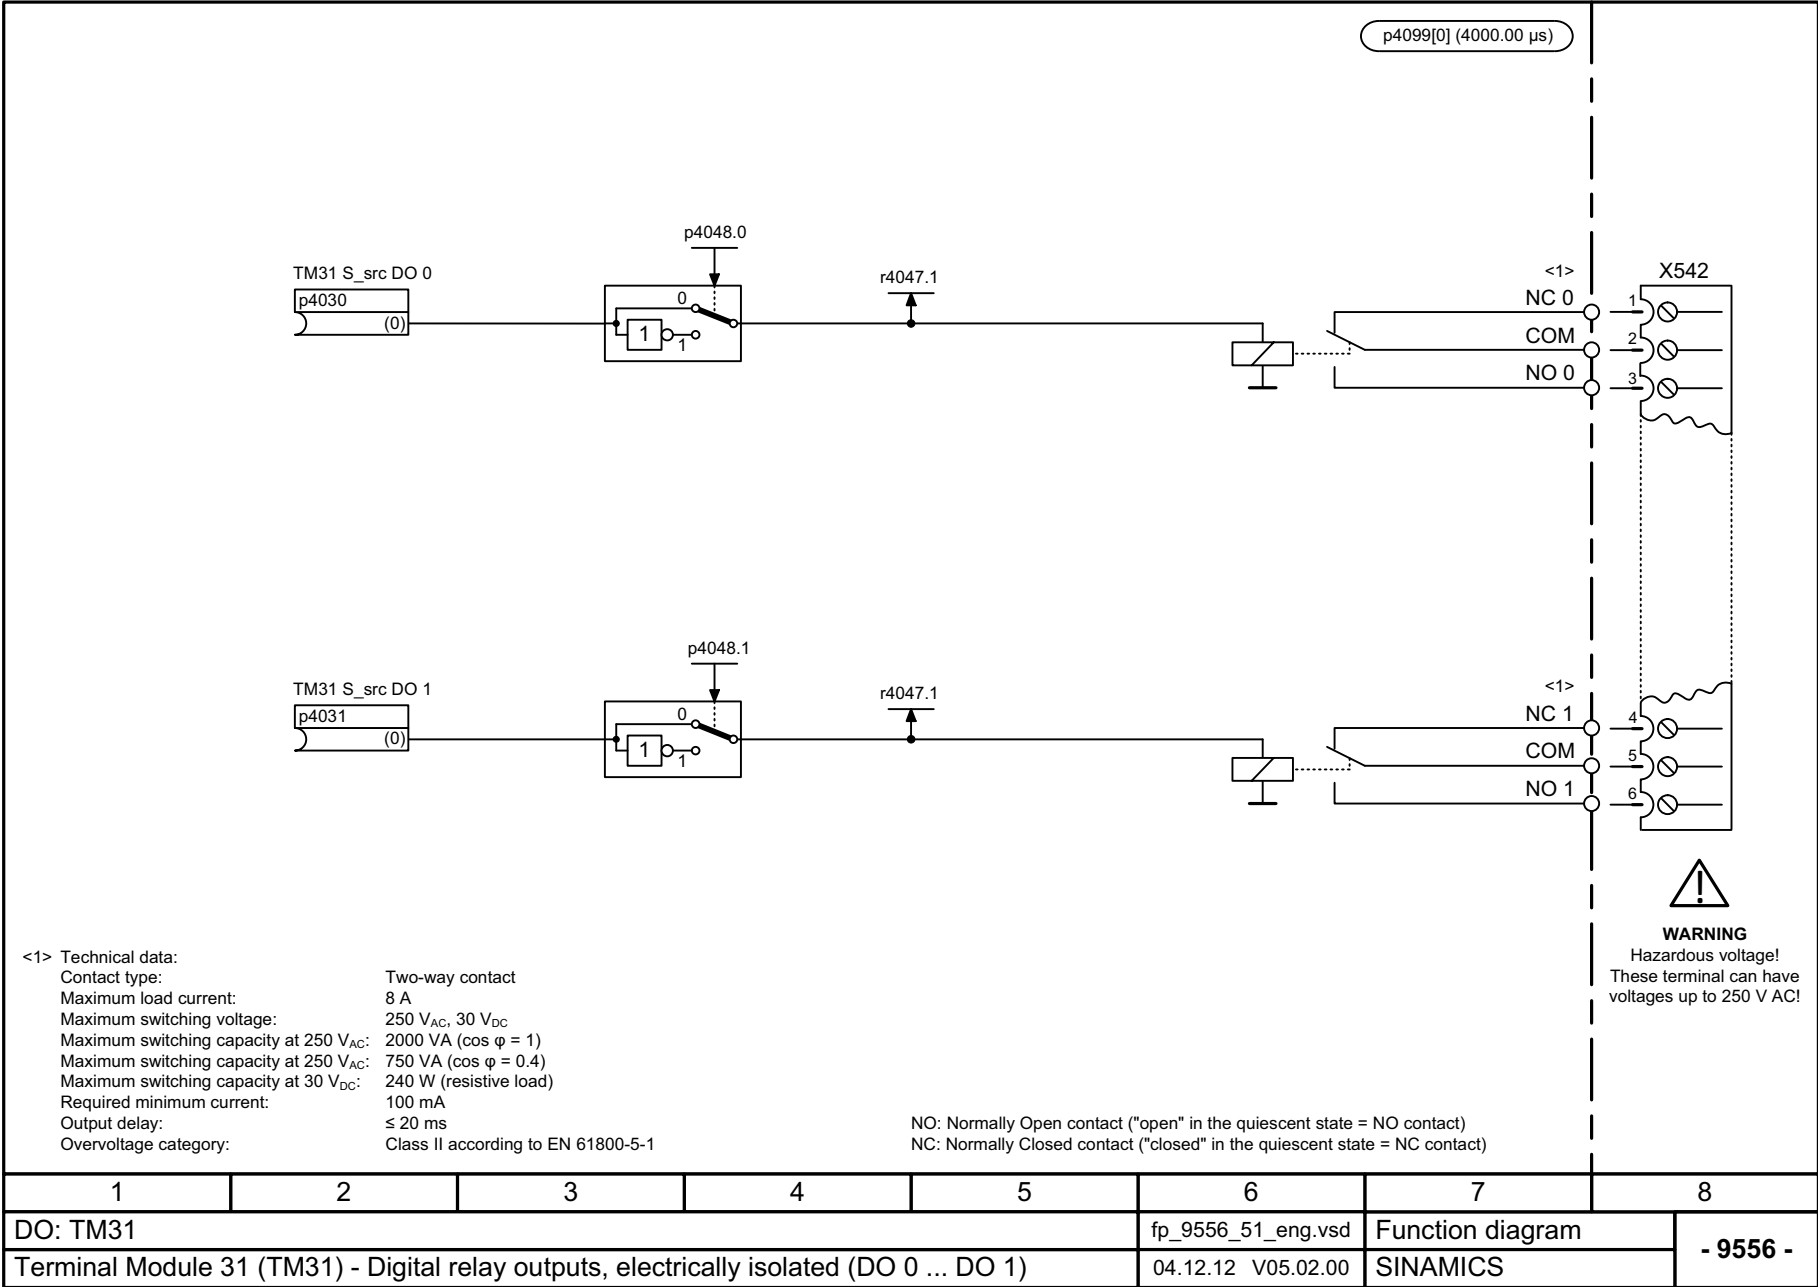 p4099[0] (4000.00 µs)
p4048.0
TM31 S_src DO 0
p4030
(0)
0
1
1
r4047.1
<1>
NC 0
COM
NO 0
X542
1
2
3
p4048.1
TM31 S_src DO 1
p4031
(0)
0
1
1
r4047.1
<1>
NC 1
COM
NO 1
4
5
6
WARNING
Hazardous voltage!
These terminal can have
voltages up to 250 V AC!
<1> Technical data:
Contact type: Two-way contact
Maximum load current: 8 A
Maximum switching voltage: 250 VAC, 30 VDC
Maximum switching capacity at 250 VAC: 2000 VA (cos φ = 1)
Maximum switching capacity at 250 VAC: 750 VA (cos φ = 0.4)
Maximum switching capacity at 30 VDC: 240 W (resistive load)
Required minimum current: 100 mA
Output delay: ≤ 20 ms
Overvoltage category: Class II according to EN 61800-5-1
NO: Normally Open contact ("open" in the quiescent state = NO contact)
NC: Normally Closed contact ("closed" in the quiescent state = NC contact)
1 2 3 4 5 6 7 8
DO: TM31
fp_9556_51_eng.vsd
Function diagram
- 9556 -
Terminal Module 31 (TM31) - Digital relay outputs, electrically isolated (DO 0 ... DO 1)
04.12.12 V05.02.00
SINAMICS